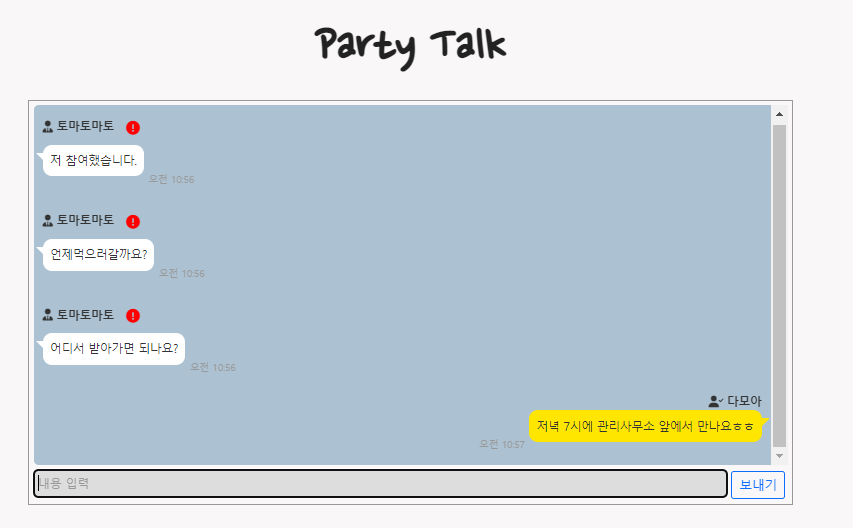 Party Talk
토마토마토
저 참여했습니다.
오전 10:56
토마토마토
언제먹으러갈까요?
오전 10:56
토마토마토
어디서 받아가면 되나요?
오전 10:56
다모아
저녁 7시에 관리사무소 앞에서 만나요ㅎㅎ
오전 10:57
내용 입력
보내기